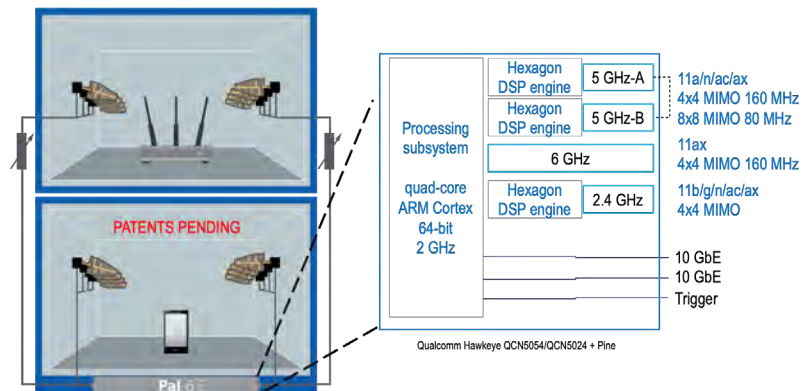 PATENTS PENDING
Pal 6E
Processing
subsystem
quad-core
ARM Cortex
64-bit
2 GHz
Hexagon
DSP engine
5 GHz-A
Hexagon
DSP engine
5 GHz-B
6 GHz
Hexagon
DSP engine
2.4 GHz
11a/n/ac/ax
4x4 MIMO 160 MHz
8x8 MIMO 80 MHz
11ax
4x4 MIMO 160 MHz
11b/g/n/ac/ax
4x4 MIMO
10 GbE
10 GbE
Trigger
Qualcomm Hawkeye QCN5054/QCN5024 + Pine